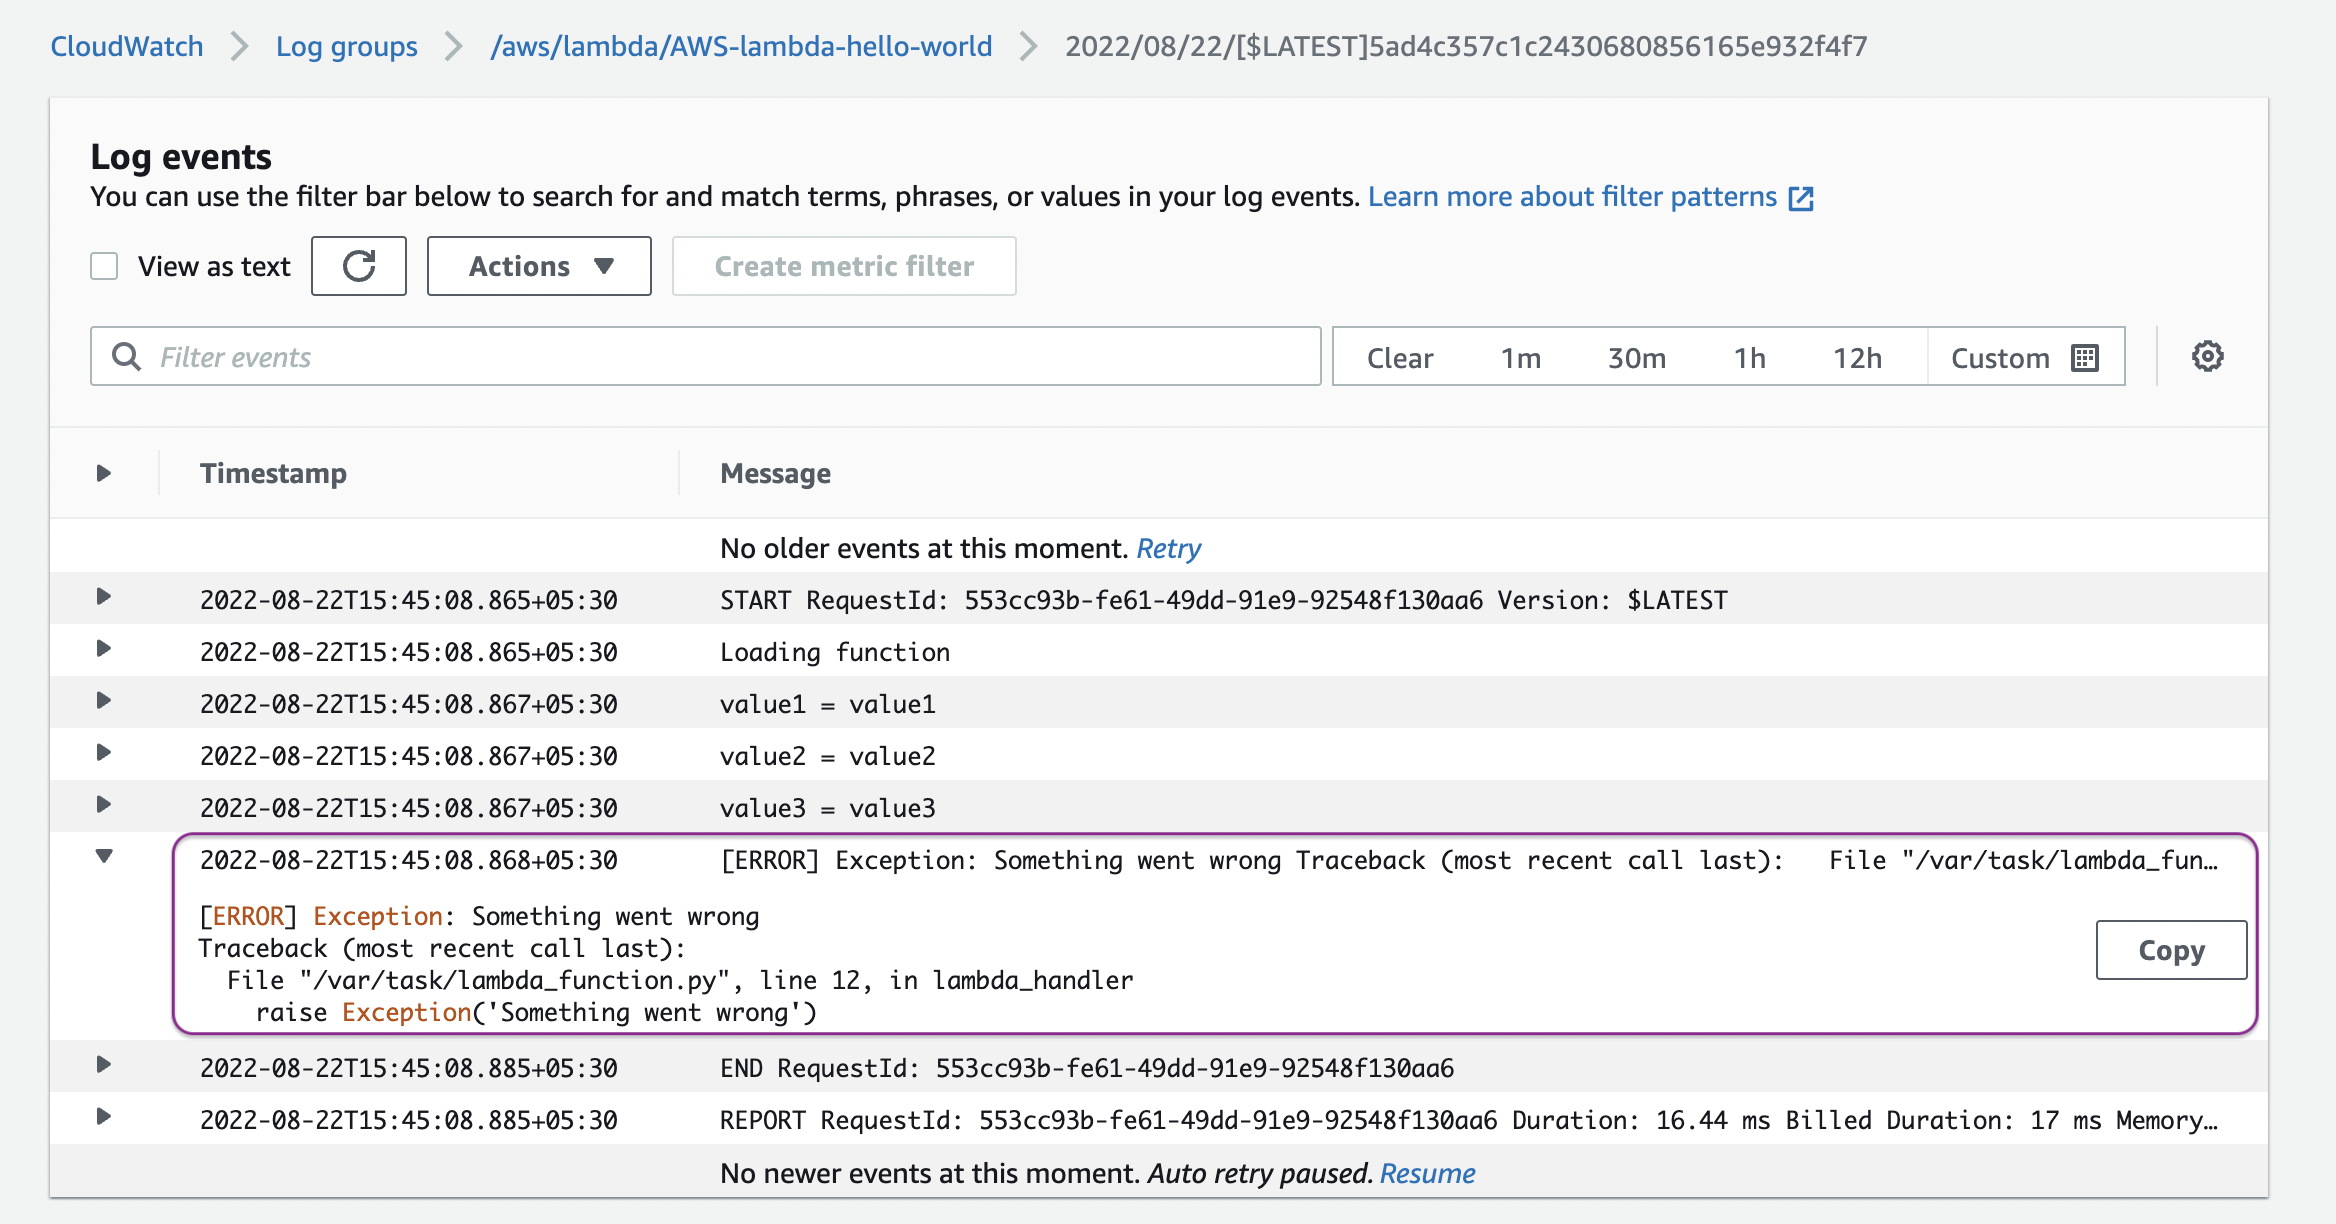 CloudWatch > Log groups > /aws/lambda/AWS-lambda-hello-world > 2022/08/22/[$LATEST]5ad4c357c1c2430680856165e932f4f7
Log events
You can use the filter bar below to search for and match terms, phrases, or values in your log events. Learn more about filter patterns
View as text Actions Create metric filter
Filter events Clear 1m 30m 1h 12h Custom
Timestamp Message
No older events at this moment. Retry
2022-08-22T15:45:08.865+05:30 START RequestId: 553cc93b-fe61-49dd-91e9-92548f130aa6 Version: $LATEST
2022-08-22T15:45:08.865+05:30 Loading function
2022-08-22T15:45:08.867+05:30 value1 = value1
2022-08-22T15:45:08.867+05:30 value2 = value2
2022-08-22T15:45:08.867+05:30 value3 = value3
2022-08-22T15:45:08.868+05:30 [ERROR] Exception: Something went wrong Traceback (most recent call last): File "/var/task/lambda_fun…
[ERROR] Exception: Something went wrong
Traceback (most recent call last):
Copy
File "/var/task/lambda_function.py", line 12, in lambda_handler
raise Exception('Something went wrong')
2022-08-22T15:45:08.885+05:30 END RequestId: 553cc93b-fe61-49dd-91e9-92548f130aa6
2022-08-22T15:45:08.885+05:30 REPORT RequestId: 553cc93b-fe61-49dd-91e9-92548f130aa6 Duration: 16.44 ms Billed Duration: 17 ms Memory…
No newer events at this moment. Auto retry paused. Resume